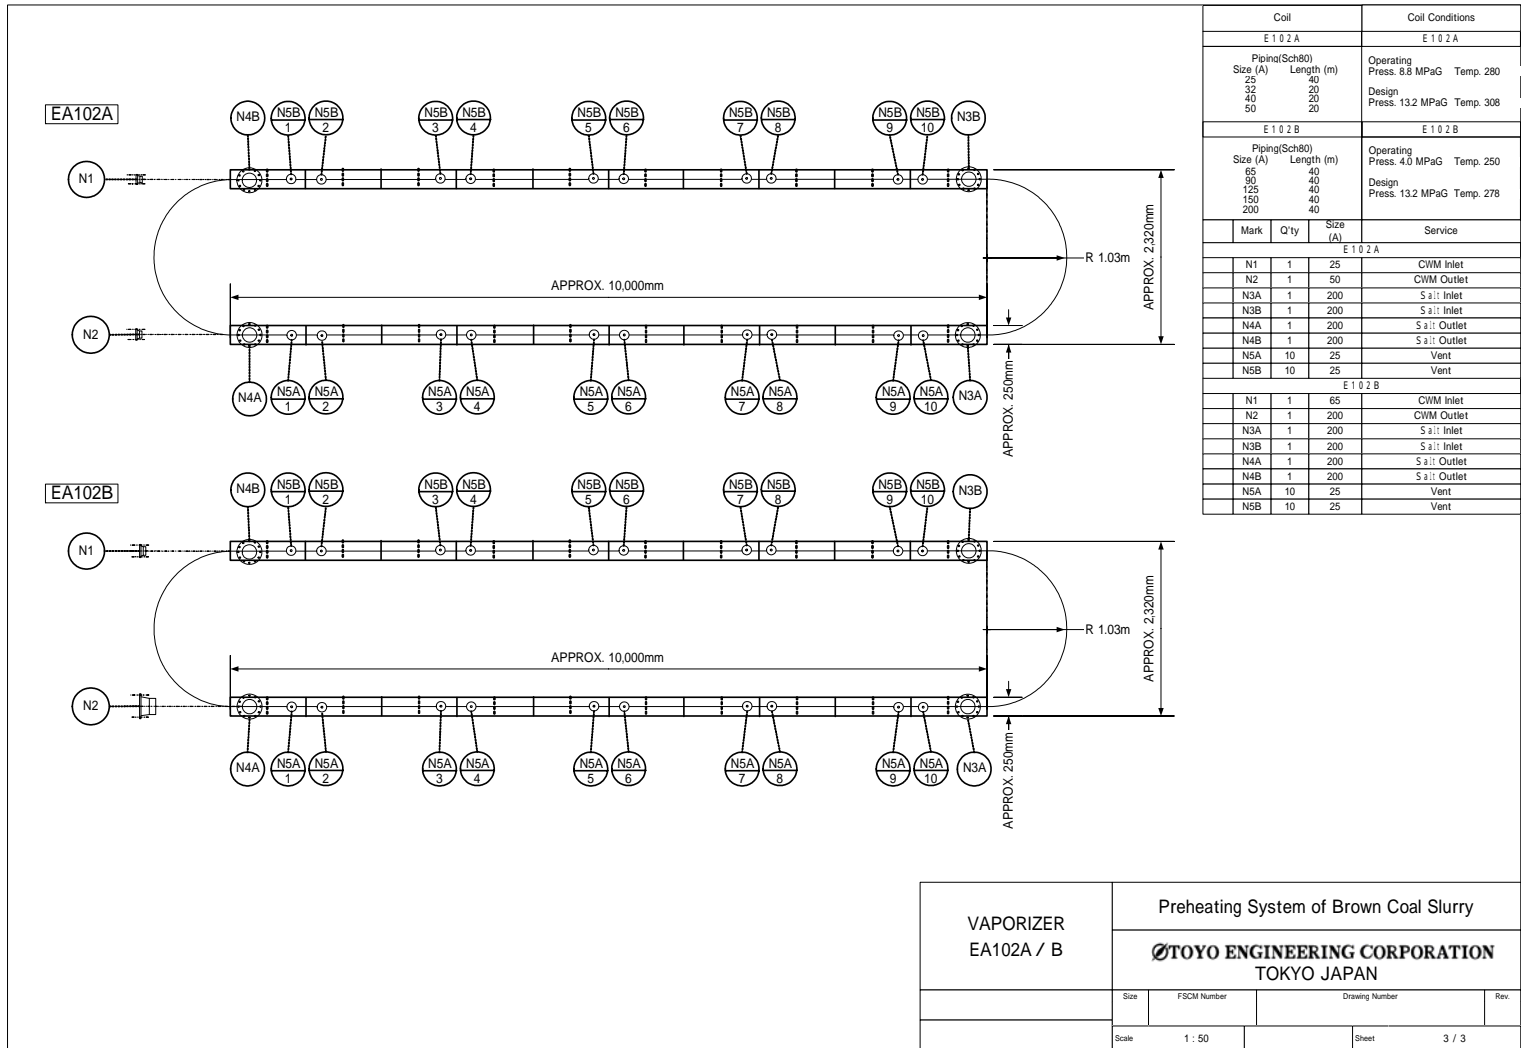 EA102A
N4B N5B 1 N5B 2 N5B 3 N5B 4 N5B 5 N5B 6 N5B 7 N5B 8 N5B 9 N5B 10 N3B
N1
R 1.03m
APPROX. 2,320mm
APPROX. 10,000mm
N2
N4A N5A 1 N5A 2 N5A 3 N5A 4 N5A 5 N5A 6 N5A 7 N5A 8 N5A 9 N5A 10 N3A
APPROX. 250mm
EA102B
N4B N5B 1 N5B 2 N5B 3 N5B 4 N5B 5 N5B 6 N5B 7 N5B 8 N5B 9 N5B 10 N3B
N1
R 1.03m
APPROX. 2,320mm
APPROX. 10,000mm
N2
N4A N5A 1 N5A 2 N5A 3 N5A 4 N5A 5 N5A 6 N5A 7 N5A 8 N5A 9 N5A 10 N3A
APPROX. 250mm
Coil Coil Conditions
E102A E102A
Piping(Sch80)
Size (A) Length (m)
25 40
32 20
40 20
50 20
Operating
Press. 8.8 MPaG Temp. 280
Design
Press. 13.2 MPaG Temp. 308
E102B E102B
Piping(Sch80)
Size (A) Length (m)
65 40
90 40
125 40
150 40
200 40
Operating
Press. 4.0 MPaG Temp. 250
Design
Press. 13.2 MPaG Temp. 278
Mark Q'ty Size (A) Service
E102A
N1 1 25 CWM Inlet
N2 1 50 CWM Outlet
N3A 1 200 Salt Inlet
N3B 1 200 Salt Inlet
N4A 1 200 Salt Outlet
N4B 1 200 Salt Outlet
N5A 10 25 Vent
N5B 10 25 Vent
E102B
N1 1 65 CWM Inlet
N2 1 200 CWM Outlet
N3A 1 200 Salt Inlet
N3B 1 200 Salt Inlet
N4A 1 200 Salt Outlet
N4B 1 200 Salt Outlet
N5A 10 25 Vent
N5B 10 25 Vent
VAPORIZER
EA102A / B
Preheating System of Brown Coal Slurry
TOYO ENGINEERING CORPORATION
TOKYO JAPAN
Size FSCM Number Drawing Number Rev.
Scale 1 : 50 Sheet 3 / 3